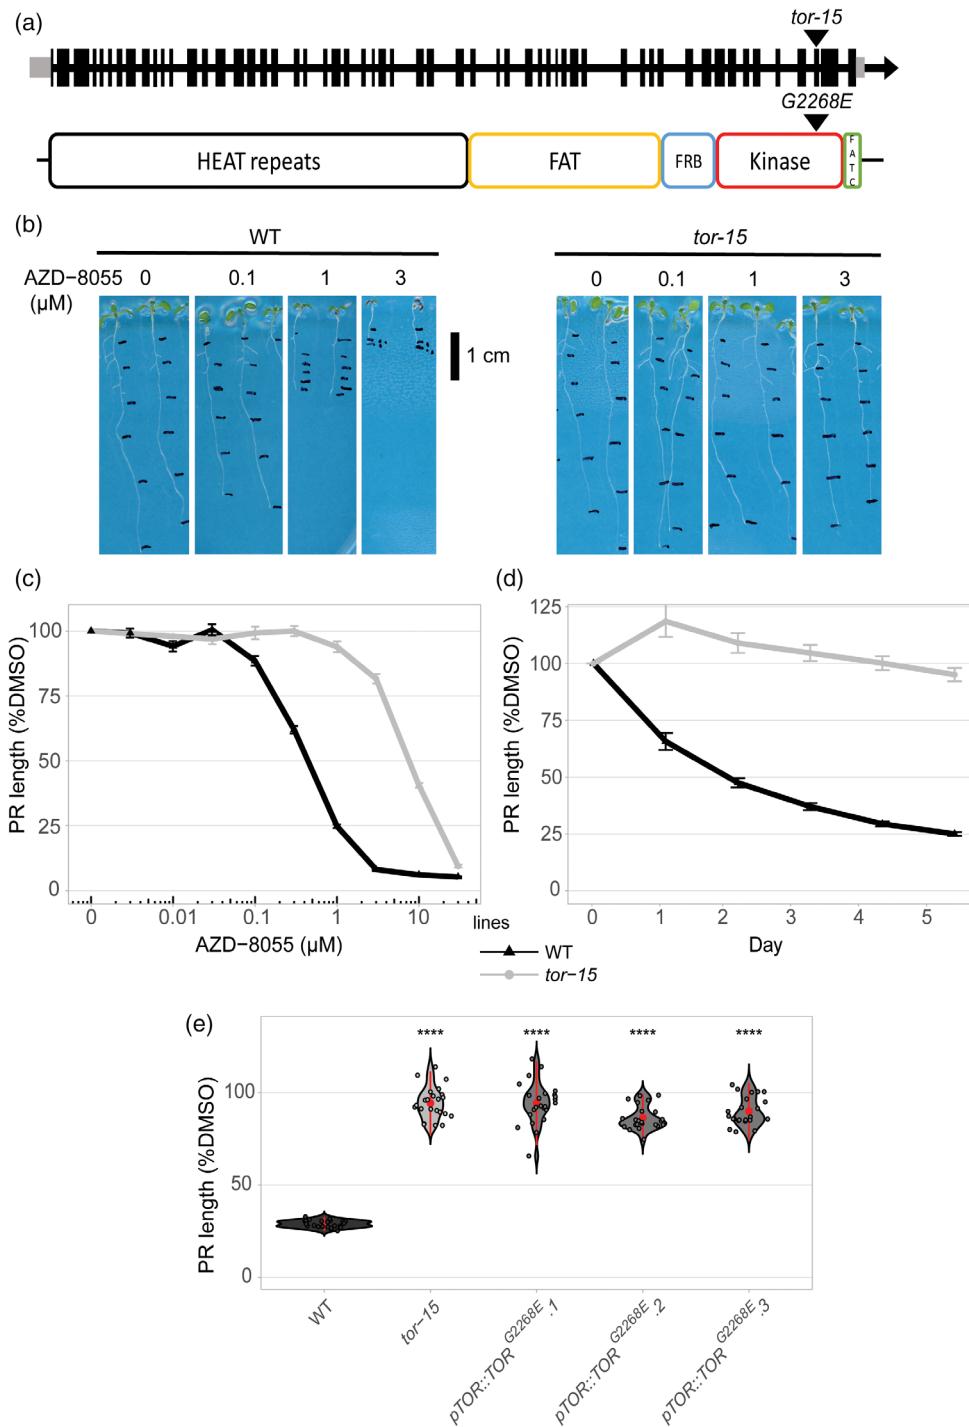 (a)
tor-15
G2268E
HEAT repeats FAT FRB Kinase FATC
(b)
WT tor-15
AZD−8055 0 0.1 1 3 0 0.1 1 3
(µM)
1 cm
(c) (d)
PR length (%DMSO)
100
75
50
25
0
0 0.01 0.1 1 10
AZD−8055 (µM)
PR length (%DMSO)
125
100
75
50
25
0
0 1 2 3 4 5
Day
lines
WT
tor−15
(e)
**** **** **** ****
PR length (%DMSO)
100
50
0
WT
tor−15
pTOR::TOR G2268E.1
pTOR::TOR G2268E.2
pTOR::TOR G2268E.3